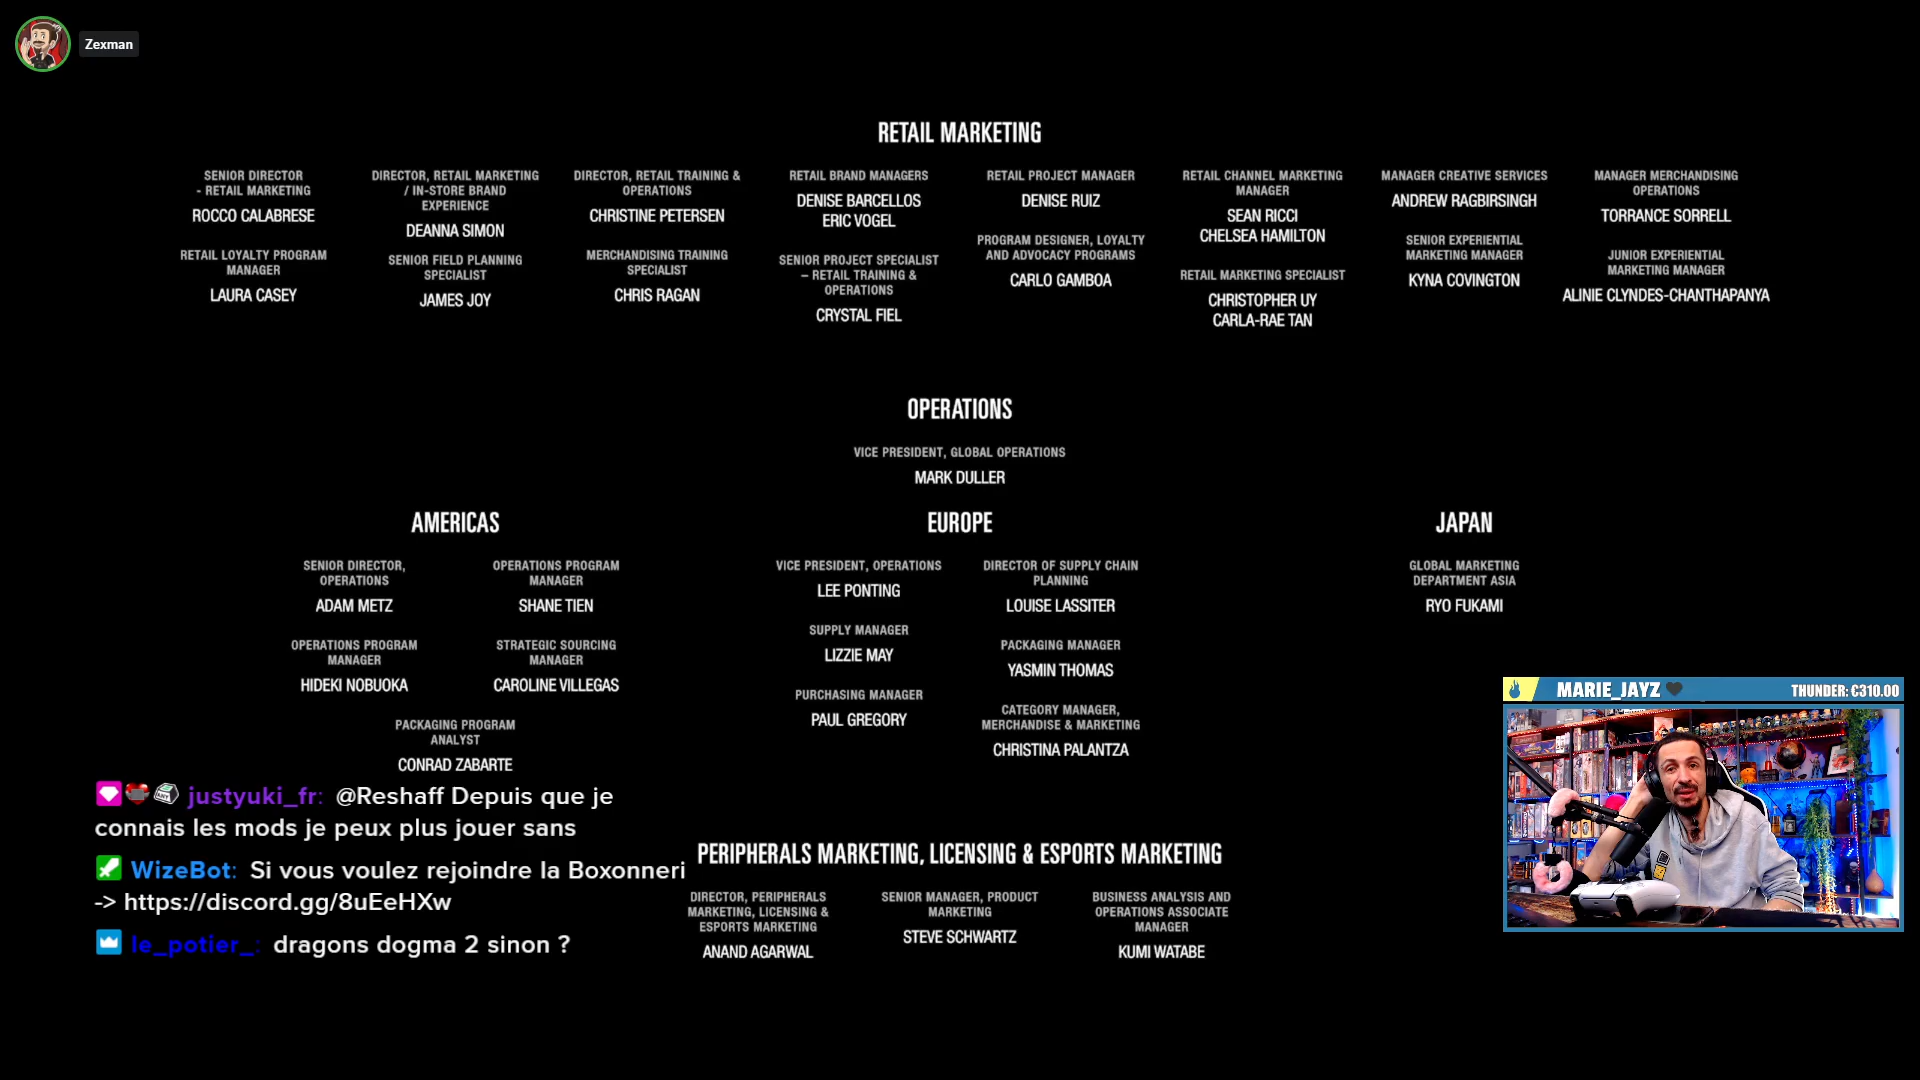 Zexman
RETAIL MARKETING
SENIOR DIRECTOR
- RETAIL MARKETING
ROCCO CALABRESE
RETAIL LOYALTY PROGRAM
MANAGER
LAURA CASEY
DIRECTOR, RETAIL MARKETING
/ IN-STORE BRAND
EXPERIENCE
DEANNA SIMON
SENIOR FIELD PLANNING
SPECIALIST
JAMES JOY
DIRECTOR, RETAIL TRAINING &
OPERATIONS
CHRISTINE PETERSEN
MERCHANDISING TRAINING
SPECIALIST
CHRIS RAGAN
RETAIL BRAND MANAGERS
DENISE BARCELLOS
ERIC VOGEL
SENIOR PROJECT SPECIALIST
– RETAIL TRAINING &
OPERATIONS
CRYSTAL FIEL
RETAIL PROJECT MANAGER
DENISE RUIZ
PROGRAM DESIGNER, LOYALTY
AND ADVOCACY PROGRAMS
CARLO GAMBOA
RETAIL CHANNEL MARKETING
MANAGER
SEAN RICCI
CHELSEA HAMILTON
RETAIL MARKETING SPECIALIST
CHRISTOPHER UY
CARLA-RAE TAN
MANAGER CREATIVE SERVICES
ANDREW RAGBIRSINGH
SENIOR EXPERIENTIAL
MARKETING MANAGER
KYNA COVINGTON
MANAGER MERCHANDISING
OPERATIONS
TORRANCE SORRELL
JUNIOR EXPERIENTIAL
MARKETING MANAGER
ALINIE CLYNDES-CHANTHAPANYA
OPERATIONS
VICE PRESIDENT, GLOBAL OPERATIONS
MARK DULLER
AMERICAS
SENIOR DIRECTOR,
OPERATIONS
ADAM METZ
OPERATIONS PROGRAM
MANAGER
HIDEKI NOBUOKA
OPERATIONS PROGRAM
MANAGER
SHANE TIEN
STRATEGIC SOURCING
MANAGER
CAROLINE VILLEGAS
PACKAGING PROGRAM
ANALYST
CONRAD ZABARTE
EUROPE
VICE PRESIDENT, OPERATIONS
LEE PONTING
SUPPLY MANAGER
LIZZIE MAY
PURCHASING MANAGER
PAUL GREGORY
DIRECTOR OF SUPPLY CHAIN
PLANNING
LOUISE LASSITER
PACKAGING MANAGER
YASMIN THOMAS
CATEGORY MANAGER,
MERCHANDISE & MARKETING
CHRISTINA PALANTZA
JAPAN
GLOBAL MARKETING
DEPARTMENT ASIA
RYO FUKAMI
MARIE_JAYZ 🖤
THUNDER: €310.00
justyuki_fr: @Reshaff Depuis que je
connais les mods je peux plus jouer sans
WizeBot: Si vous voulez rejoindre la Boxonneri
-> https://discord.gg/8uEeHXw
le_potier_: dragons dogma 2 sinon ?
PERIPHERALS MARKETING, LICENSING & ESPORTS MARKETING
DIRECTOR, PERIPHERALS
MARKETING, LICENSING &
ESPORTS MARKETING
ANAND AGARWAL
SENIOR MANAGER, PRODUCT
MARKETING
STEVE SCHWARTZ
BUSINESS ANALYSIS AND
OPERATIONS ASSOCIATE
MANAGER
KUMI WATABE